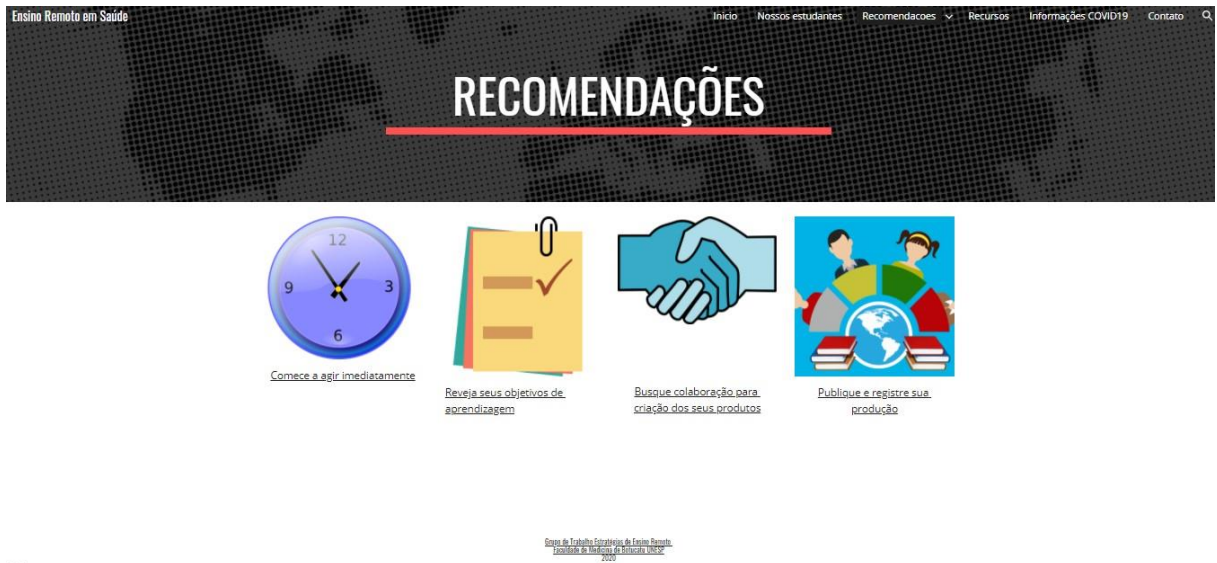 Ensino Remoto em Saúde
Início Nossos estudantes Recomendacoes Recursos Informações COVID19 Contato
RECOMENDAÇÕES
12
9 3
6
Comece a agir imediatamente
Reveja seus objetivos de
aprendizagem
Busque colaboração para
criação dos seus produtos
Publique e registre sua
produção
Grupo de Trabalho Estratégias de Ensino Remoto
Faculdade de Medicina de Botucatu UNESP
2020